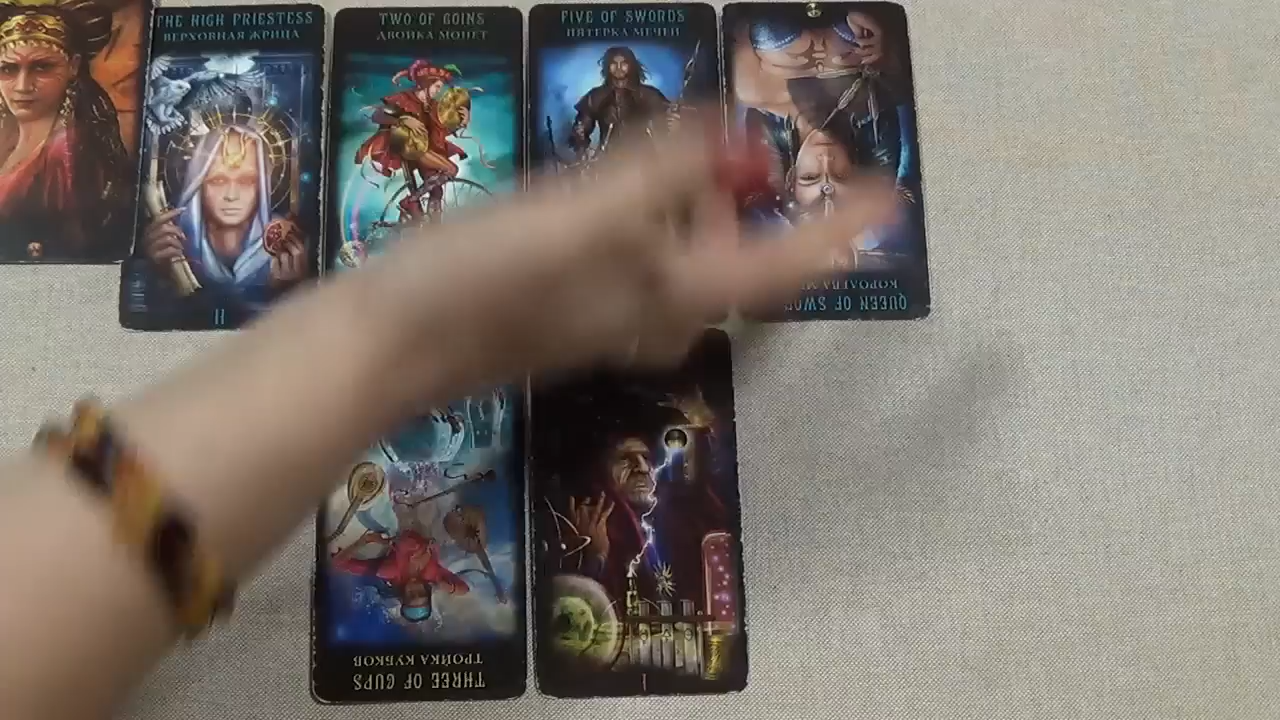 THE HIGH PRIESTESS
ВЕРХОВНАЯ ЖРИЦА
II
TWO OF COINS
ДВОЙКА МОНЕТ
FIVE OF SWORDS
ПЯТЕРКА МЕЧЕЙ
QUEEN OF
КОРОЛЕВА
THREE OF CUPS
ТРОЙКА КУБКОВ
I